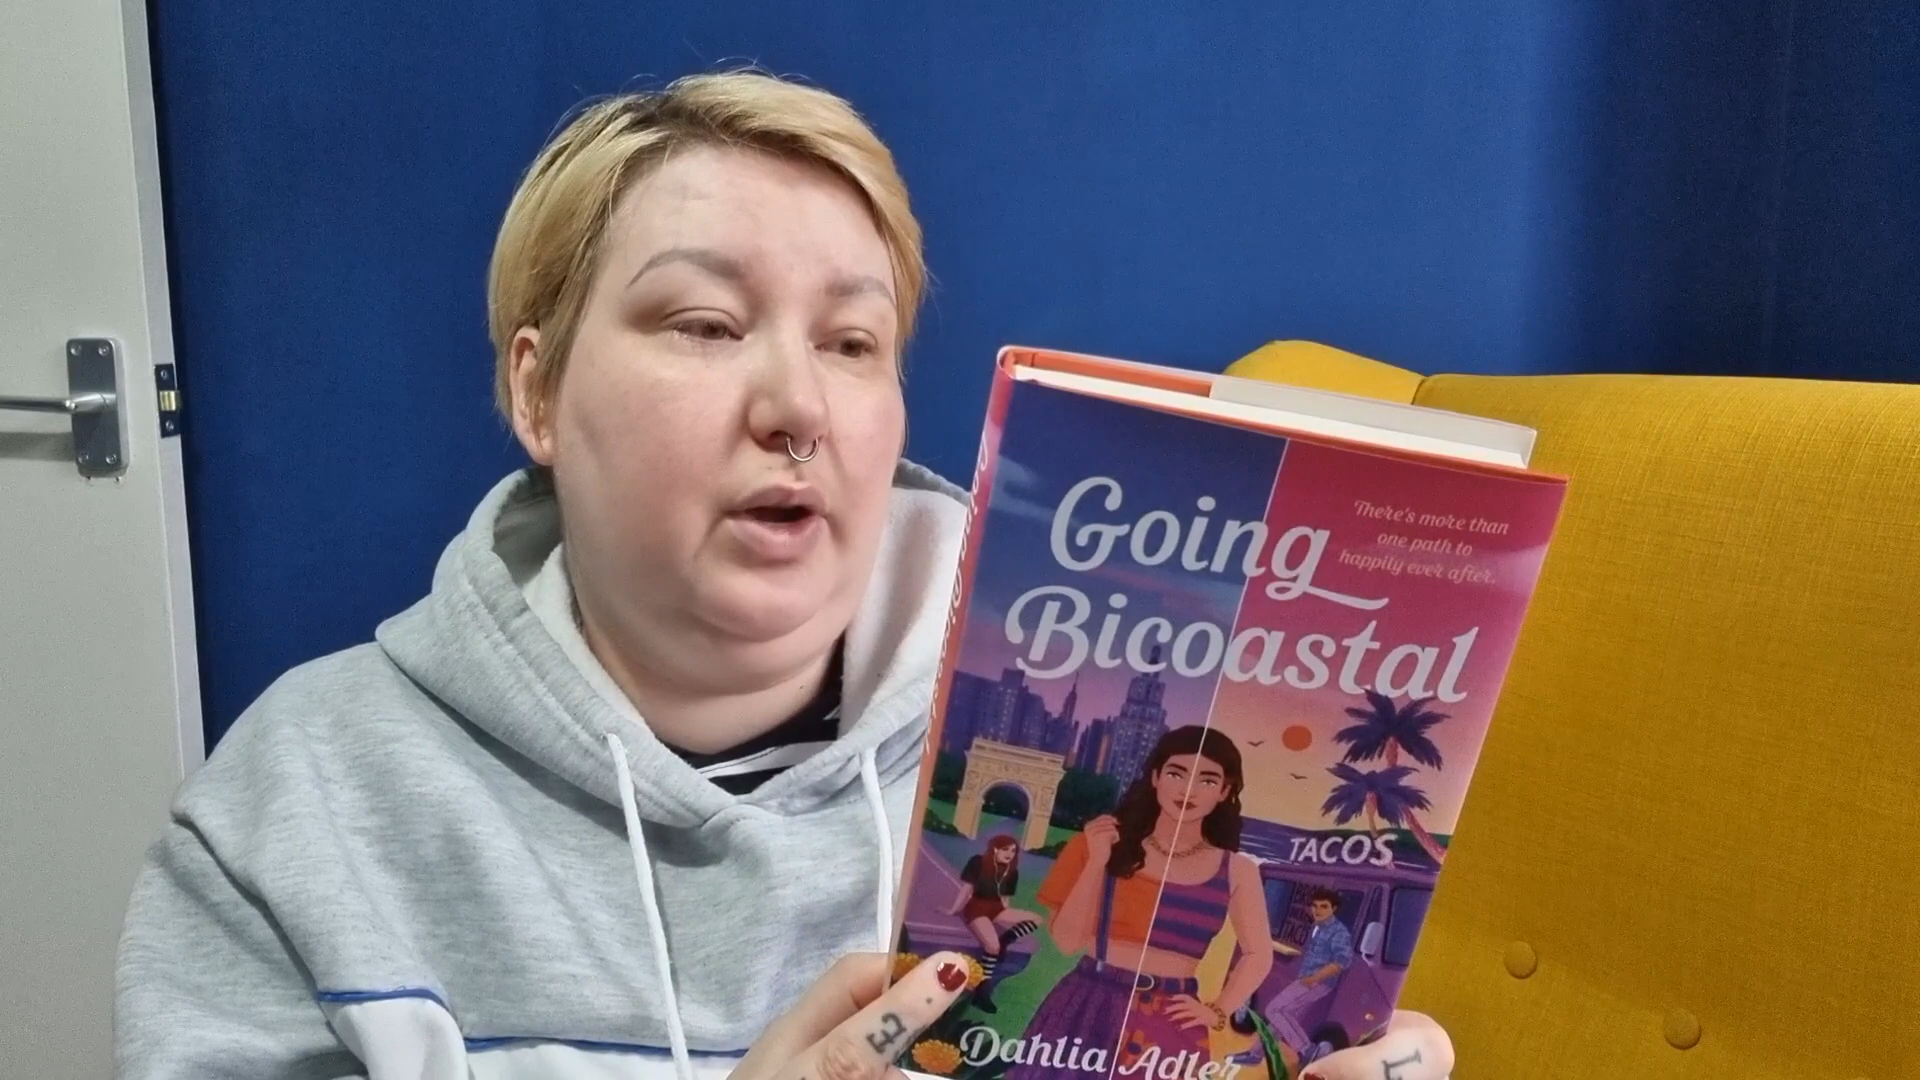 Going
Bicoastal
There's more than
one path to
happily ever after.
TACOS
Dahlia Adler